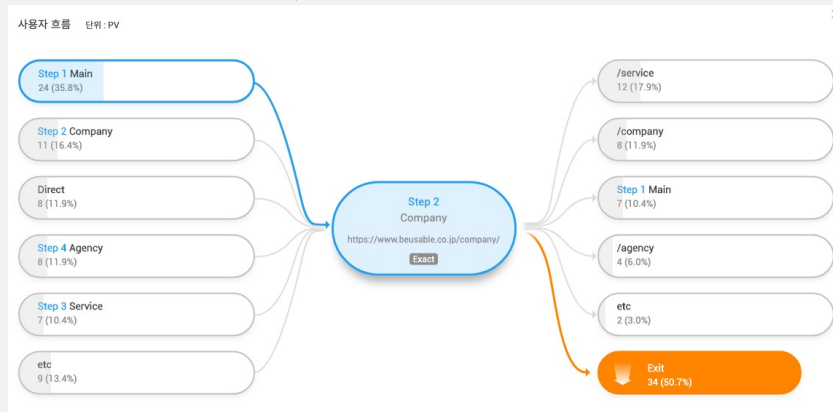 사용자 흐름 단위 : PV
Step 1 Main
24 (35.8%)
Step 2 Company
11 (16.4%)
Direct
8 (11.9%)
Step 4 Agency
8 (11.9%)
Step 3 Service
7 (10.4%)
etc
9 (13.4%)
Step 2
Company
https://www.beusable.co.jp/company/
Exact
/service
12 (17.9%)
/company
8 (11.9%)
Step 1 Main
7 (10.4%)
/agency
4 (6.0%)
etc
2 (3.0%)
Exit
34 (50.7%)